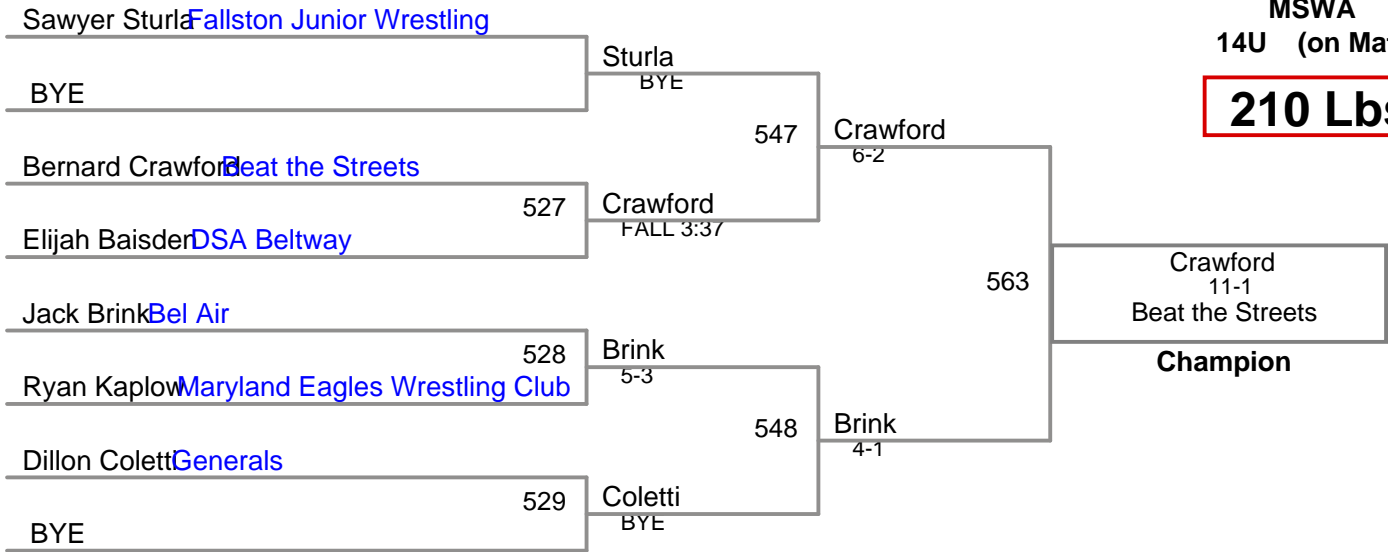 Sawyer Sturla Fallston Junior Wrestling
BYE
Bernard Crawford Beat the Streets
Elijah Baisden DSA Beltway
Jack Brink Bel Air
Ryan Kaplow Maryland Eagles Wrestling Club
Dillon Coletti Generals
BYE
527
528
529
Sturla
BYE
Crawford
FALL 3:37
Brink
5-3
Coletti
BYE
547
548
Crawford
6-2
Brink
4-1
563
Crawford
11-1
Beat the Streets
Champion
MSWA
14U (on Mat
210 Lbs